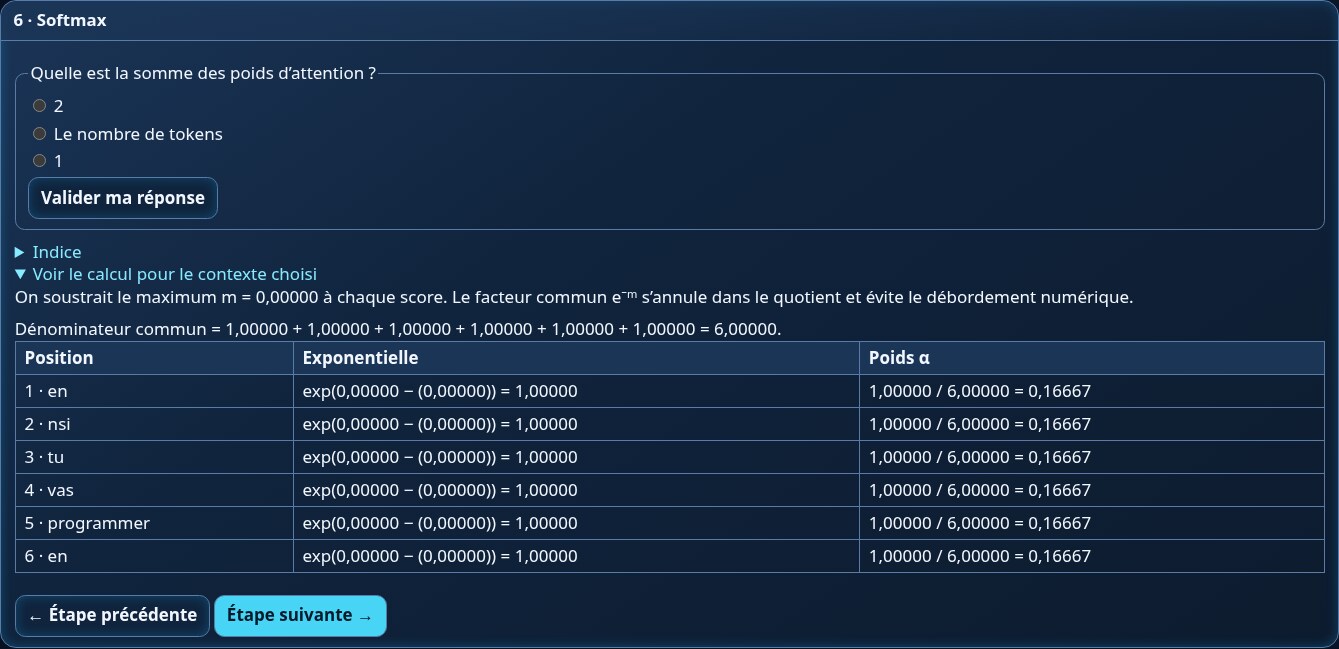 6 · Softmax
Quelle est la somme des poids d’attention ?
2
Le nombre de tokens
1
Valider ma réponse
▶ Indice
▼ Voir le calcul pour le contexte choisi
On soustrait le maximum m = 0,00000 à chaque score. Le facteur commun e⁻ᵐ s’annule dans le quotient et évite le débordement numérique.
Dénominateur commun = 1,00000 + 1,00000 + 1,00000 + 1,00000 + 1,00000 + 1,00000 = 6,00000.
Position Exponentielle Poids α
1 · en exp(0,00000 − (0,00000)) = 1,00000 1,00000 / 6,00000 = 0,16667
2 · nsi exp(0,00000 − (0,00000)) = 1,00000 1,00000 / 6,00000 = 0,16667
3 · tu exp(0,00000 − (0,00000)) = 1,00000 1,00000 / 6,00000 = 0,16667
4 · vas exp(0,00000 − (0,00000)) = 1,00000 1,00000 / 6,00000 = 0,16667
5 · programmer exp(0,00000 − (0,00000)) = 1,00000 1,00000 / 6,00000 = 0,16667
6 · en exp(0,00000 − (0,00000)) = 1,00000 1,00000 / 6,00000 = 0,16667
← Étape précédente Étape suivante →